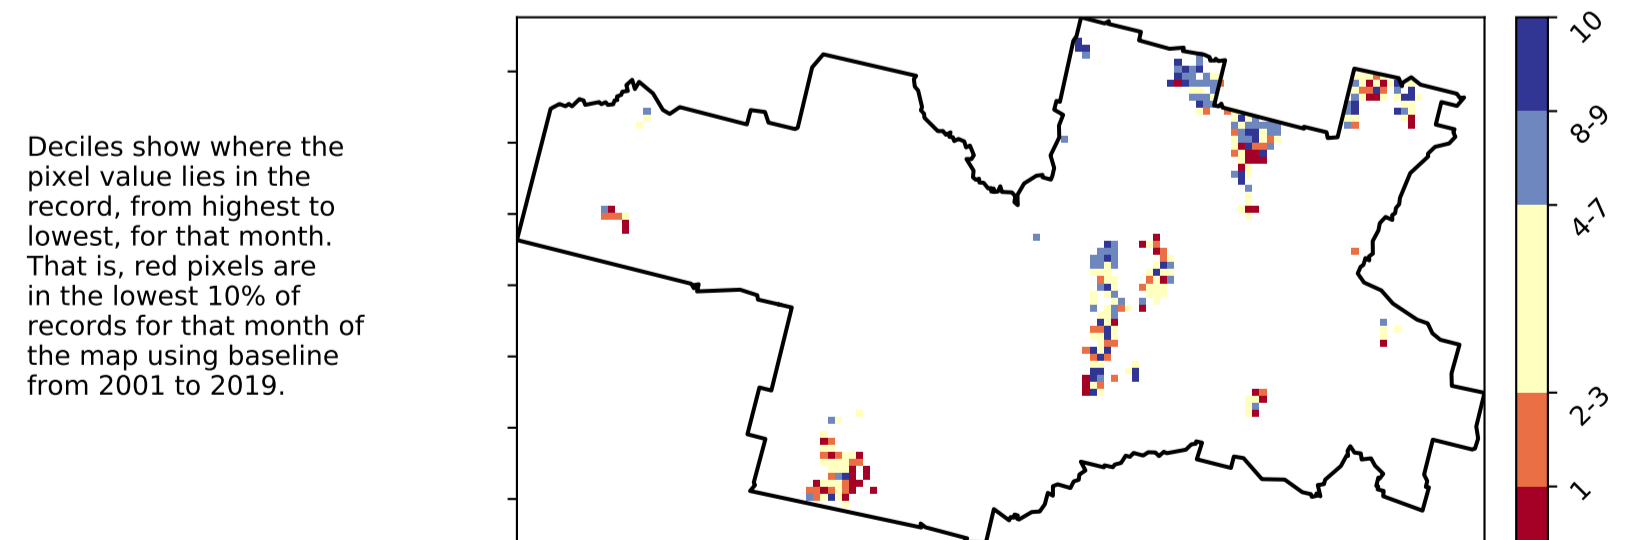 Deciles show where the
pixel value lies in the
record, from highest to
lowest, for that month.
That is, red pixels are
in the lowest 10% of
records for that month of
the map using baseline
from 2001 to 2019.
10
8-9
4-7
2-3
1